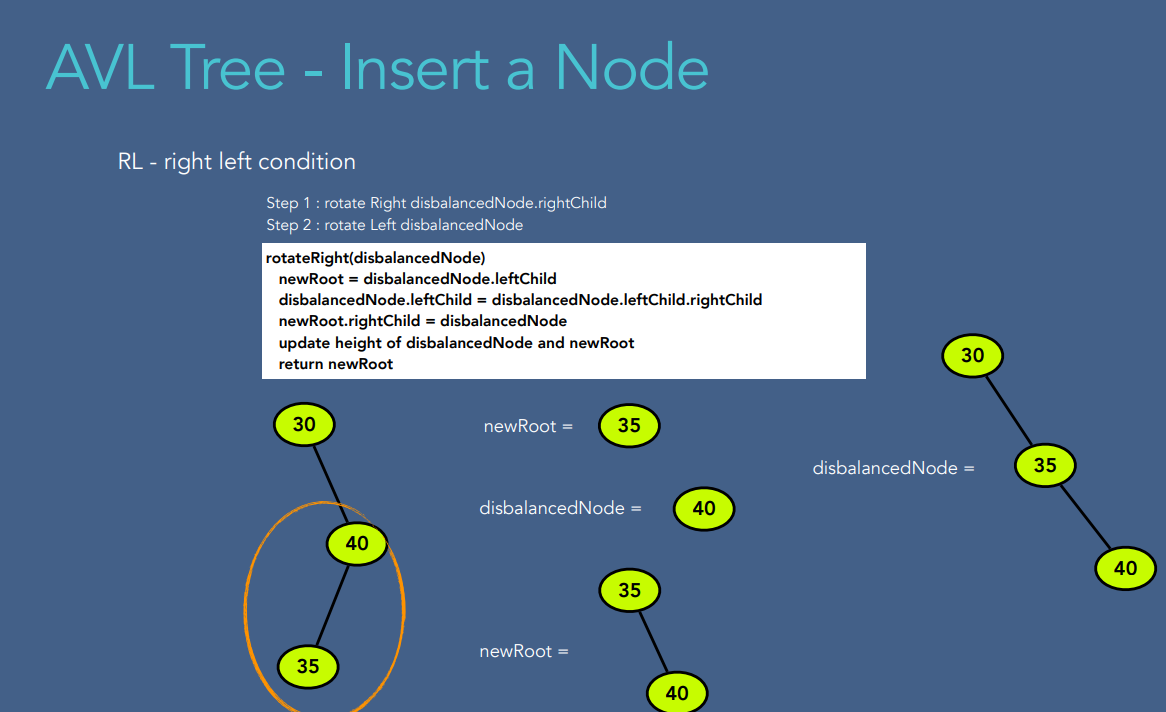 AVL Tree - Insert a Node
RL - right left condition
Step 1 : rotate Right disbalancedNode.rightChild
Step 2 : rotate Left disbalancedNode
rotateRight(disbalancedNode)
newRoot = disbalancedNode.leftChild
disbalancedNode.leftChild = disbalancedNode.leftChild.rightChild
newRoot.rightChild = disbalancedNode
update height of disbalancedNode and newRoot
return newRoot
30
40
35
newRoot = 35
disbalancedNode = 40
newRoot =
35
40
disbalancedNode =
30
35
40